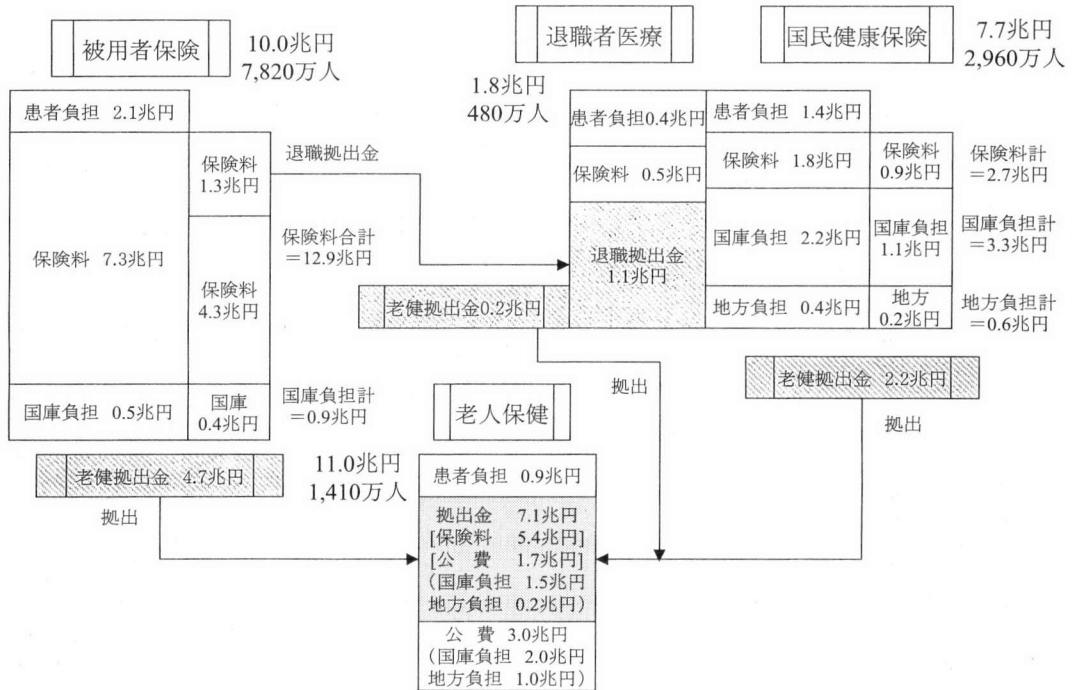 被用者保険
10.0兆円
7,820万人
患者負担 2.1兆円
保険料 7.3兆円
国庫負担 0.5兆円
保険料
1.3兆円
保険料
4.3兆円
国庫
0.4兆円
退職拠出金
保険料合計
=12.9兆円
国庫負担計
=0.9兆円
老健拠出金 4.7兆円
拠出
退職者医療
1.8兆円
480万人
患者負担0.4兆円
保険料 0.5兆円
退職拠出金
1.1兆円
老健拠出金0.2兆円
拠出
国民健康保険
7.7兆円
2,960万人
患者負担 1.4兆円
保険料 1.8兆円
国庫負担 2.2兆円
地方負担 0.4兆円
保険料
0.9兆円
国庫負担
1.1兆円
地方
0.2兆円
保険料計
=2.7兆円
国庫負担計
=3.3兆円
地方負担計
=0.6兆円
老健拠出金 2.2兆円
拠出
老人保健
11.0兆円
1,410万人
患者負担 0.9兆円
拠出金 7.1兆円
[保険料 5.4兆円]
[公 費 1.7兆円]
(国庫負担 1.5兆円
地方負担 0.2兆円)
公 費 3.0兆円
(国庫負担 2.0兆円
地方負担 1.0兆円)